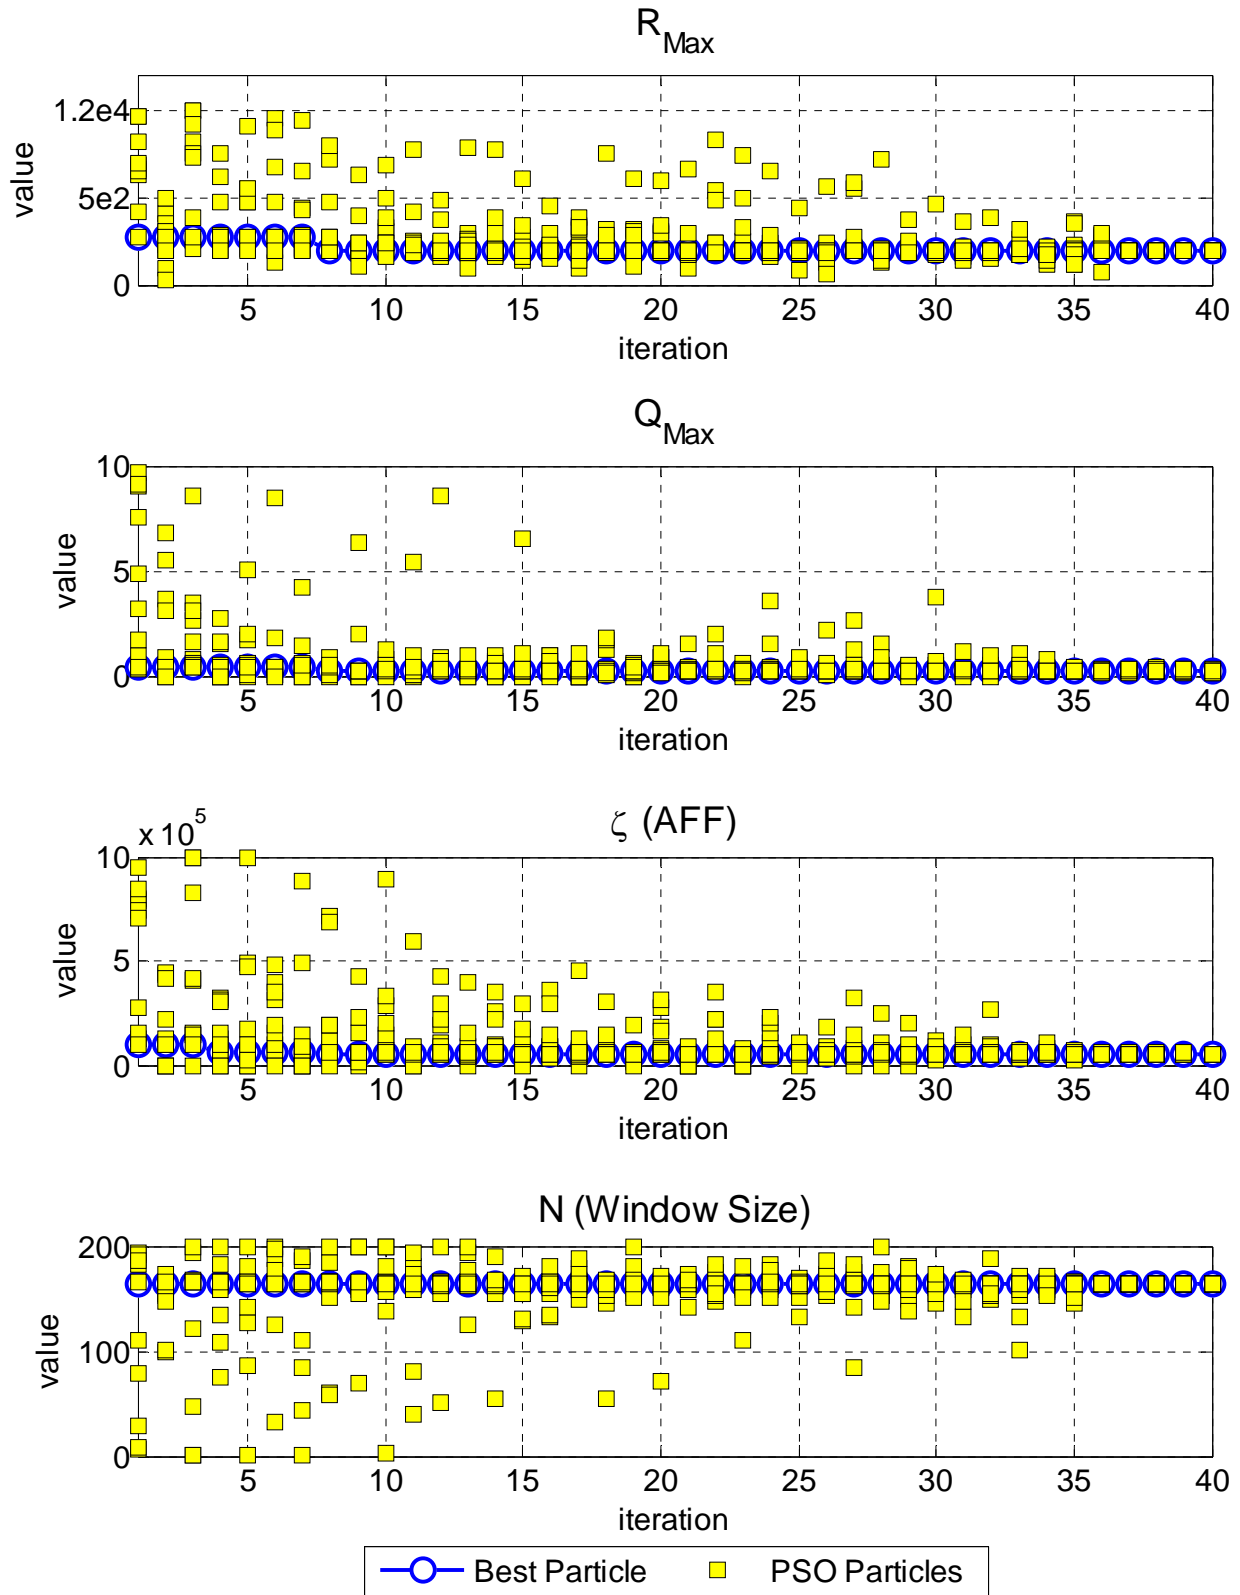 R_Max
1.2e4
5e2
0
value
5 10 15 20 25 30 35 40
iteration
Q_Max
10
5
0
value
5 10 15 20 25 30 35 40
iteration
ζ (AFF)
x 10^5
10
5
0
value
5 10 15 20 25 30 35 40
iteration
N (Window Size)
200
100
0
value
5 10 15 20 25 30 35 40
iteration
Best Particle PSO Particles